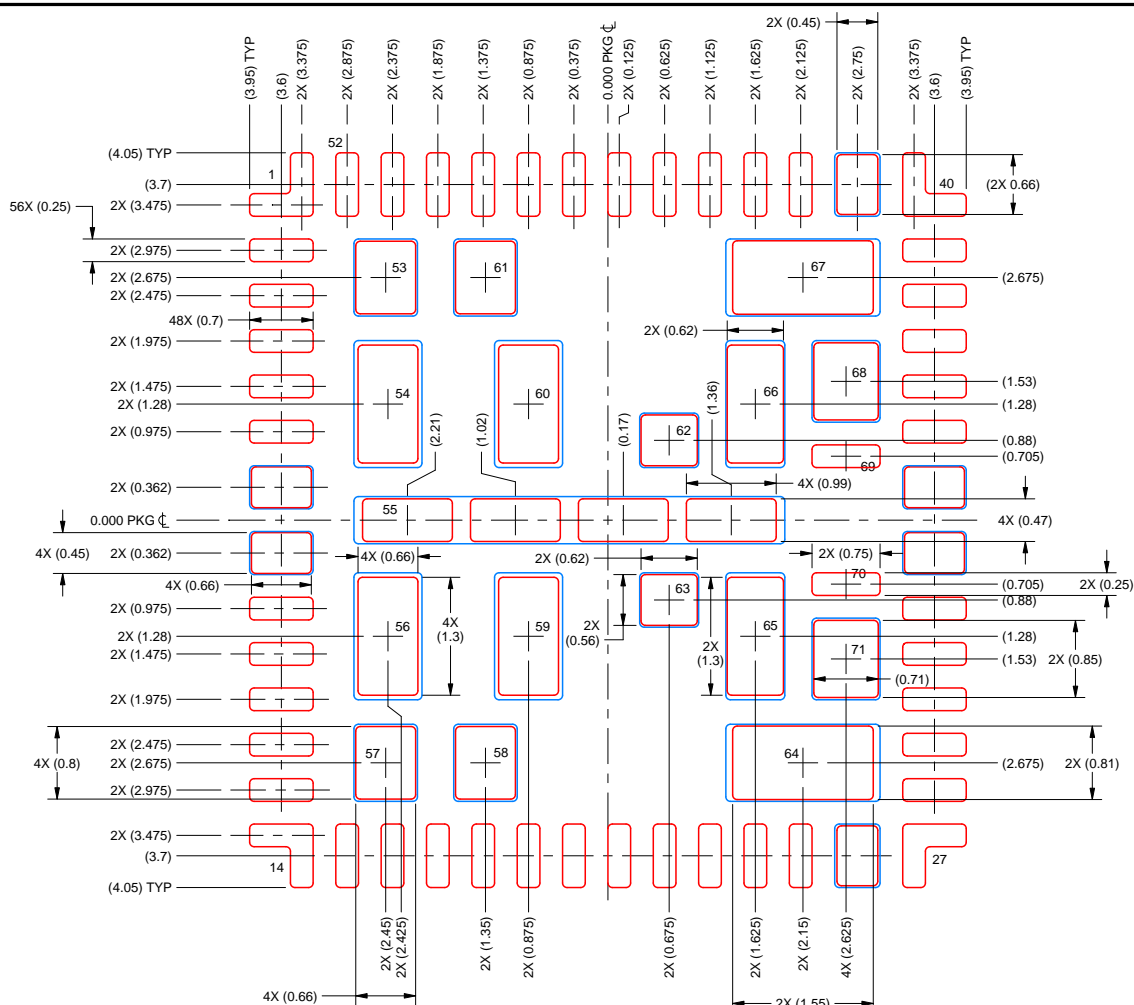 2X (0.45)
(3.95) TYP
(3.6)
2X (3.375)
2X (2.875)
2X (2.375)
2X (1.875)
2X (1.375)
2X (0.875)
2X (0.375)
0.000 PKG ℄
2X (0.125)
2X (0.625)
2X (1.125)
2X (1.625)
2X (2.125)
2X (2.75)
2X (3.375)
(3.6)
(3.95) TYP
(4.05) TYP
52
1
40
(3.7)
(2X 0.66)
2X (3.475)
56X (0.25)
2X (2.975)
2X (2.675)
53
61
67
(2.675)
2X (2.475)
48X (0.7)
2X (0.62)
2X (1.975)
2X (1.475)
68
(1.53)
2X (1.28)
54
60
66
(1.28)
2X (0.975)
(2.21)
(1.02)
(0.17)
(1.36)
62
(0.88)
69
(0.705)
2X (0.362)
4X (0.99)
55
0.000 PKG ℄
4X (0.47)
4X (0.45)
2X (0.362)
4X (0.66)
2X (0.62)
2X (0.75)
4X (0.66)
70
(0.705)
2X (0.25)
63
(0.88)
2X (0.975)
2X (1.28)
56
4X
(1.3)
59
2X
(0.56)
2X
(1.3)
65
(1.28)
2X (1.475)
71
(1.53)
2X (0.85)
(0.71)
2X (1.975)
2X (2.475)
4X (0.8)
2X (2.675)
57
58
64
(2.675)
2X (0.81)
2X (2.975)
2X (3.475)
(3.7)
14
27
(4.05) TYP
2X (2.45)
2X (2.425)
2X (1.35)
2X (0.875)
2X (0.675)
2X (1.625)
2X (2.15)
4X (2.625)
4X (0.66)
2X (1.55)